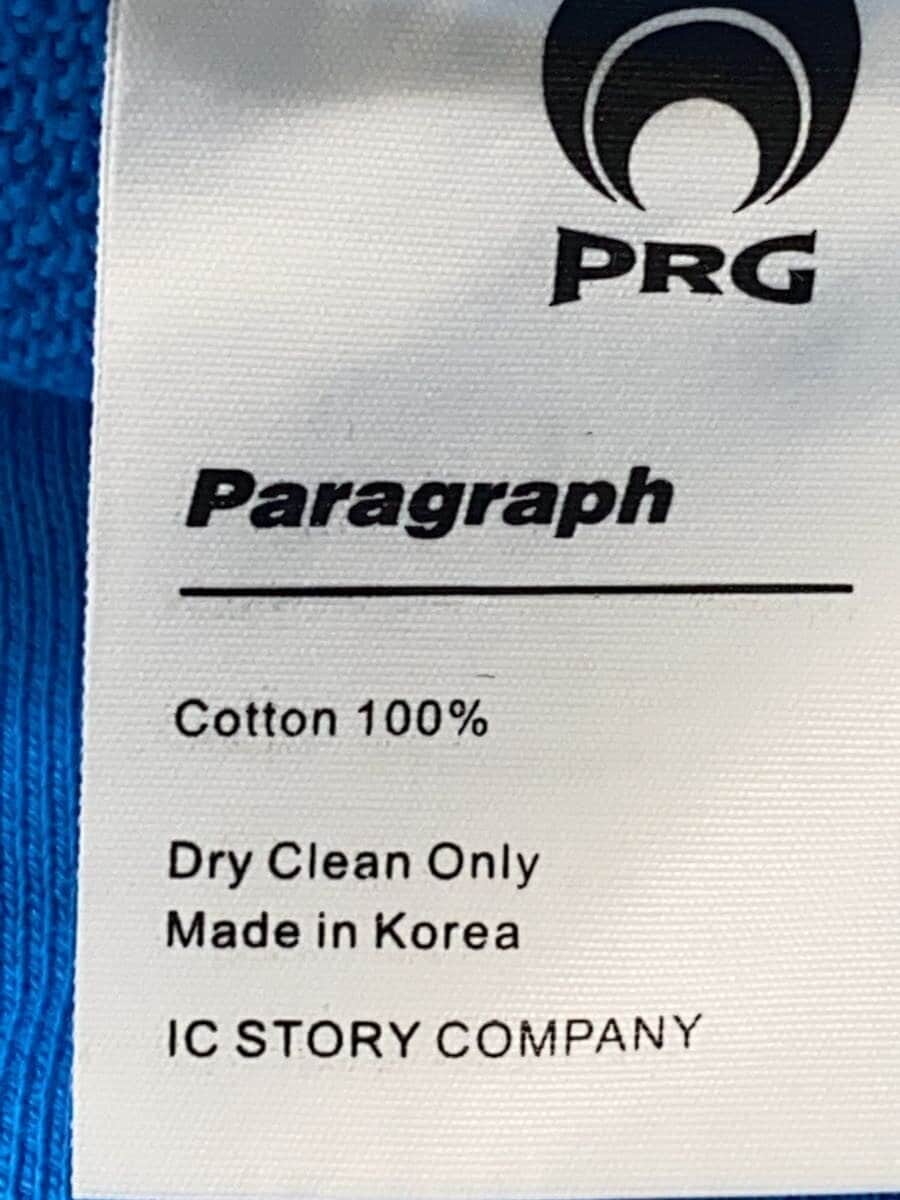 PRG
Paragraph
Cotton 100%
Dry Clean Only
Made in Korea
IC STORY COMPANY